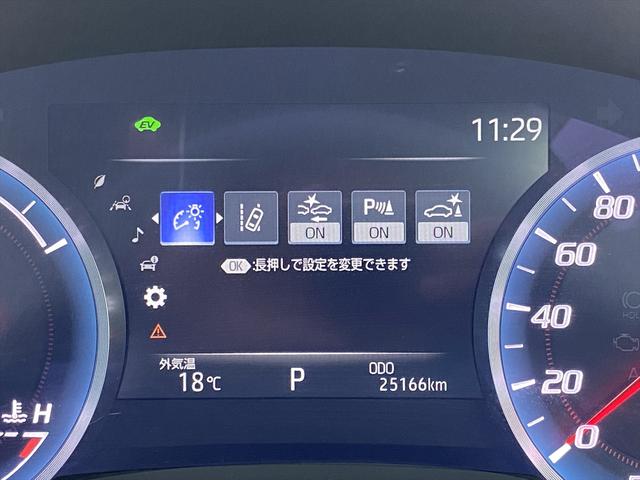 EV
11:29
P
ON ON ON
OK:長押しで設定を変更できます
外気温
18℃
P
ODO
25166km
H
80
60
40
20
0